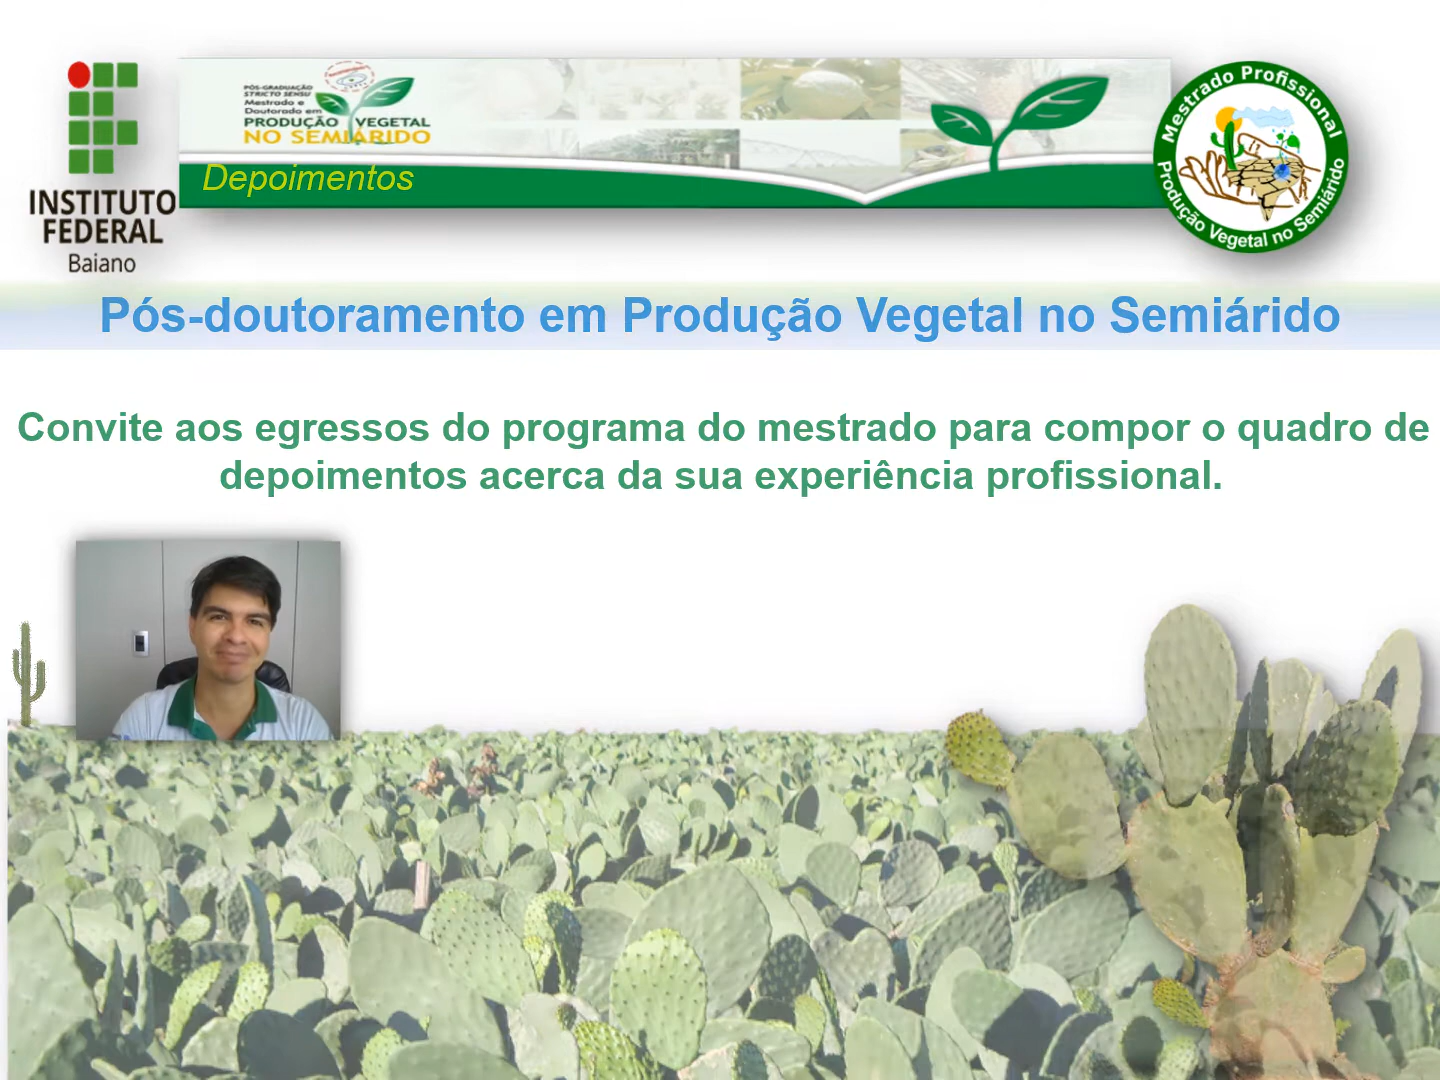 INSTITUTO
FEDERAL
Baiano
PÓS-GRADUAÇÃO
STRICTO SENSU
Mestrado e
Doutorado em
PRODUÇÃO VEGETAL
NO SEMIÁRIDO
Depoimentos
Mestrado Profissional
Produção Vegetal no Semiárido
Pós-doutoramento em Produção Vegetal no Semiárido
Convite aos egressos do programa do mestrado para compor o quadro de
depoimentos acerca da sua experiência profissional.